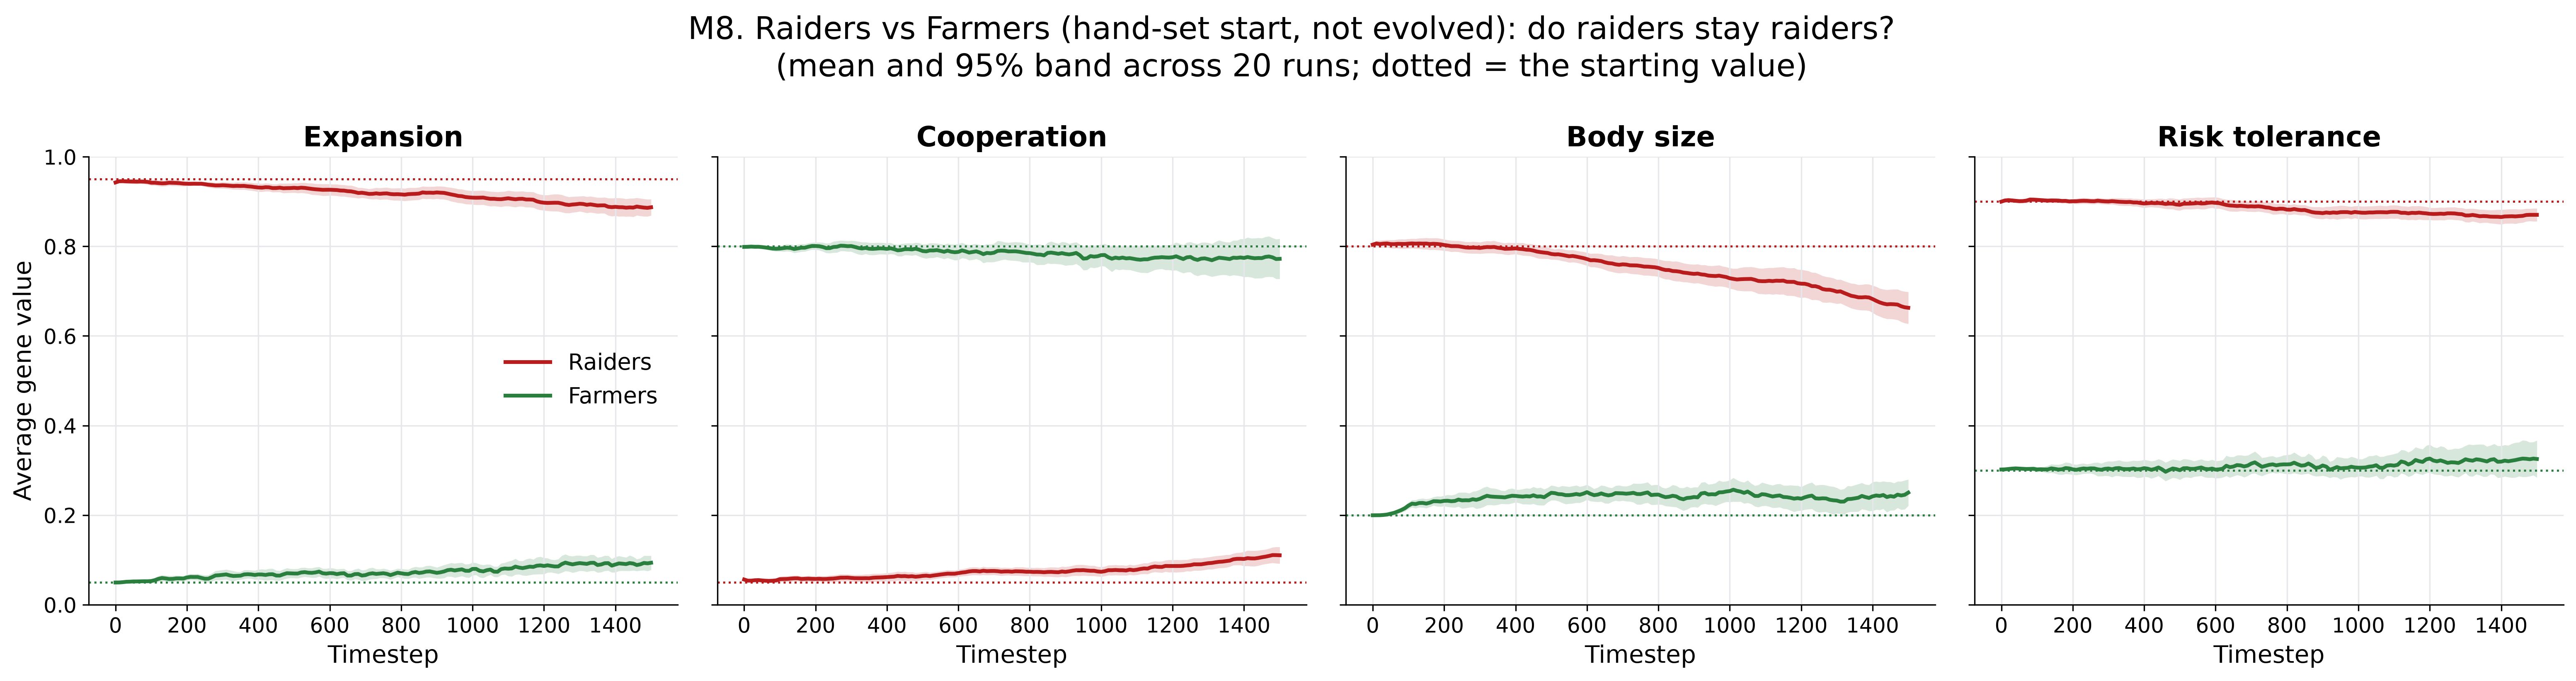 M8. Raiders vs Farmers (hand-set start, not evolved): do raiders stay raiders?
(mean and 95% band across 20 runs; dotted = the starting value)
Expansion
Cooperation
Body size
Risk tolerance
Average gene value
1.0
0.8
0.6
0.4
0.2
0.0
Raiders
Farmers
0 200 400 600 800 1000 1200 1400
0 200 400 600 800 1000 1200 1400
0 200 400 600 800 1000 1200 1400
0 200 400 600 800 1000 1200 1400
Timestep
Timestep
Timestep
Timestep